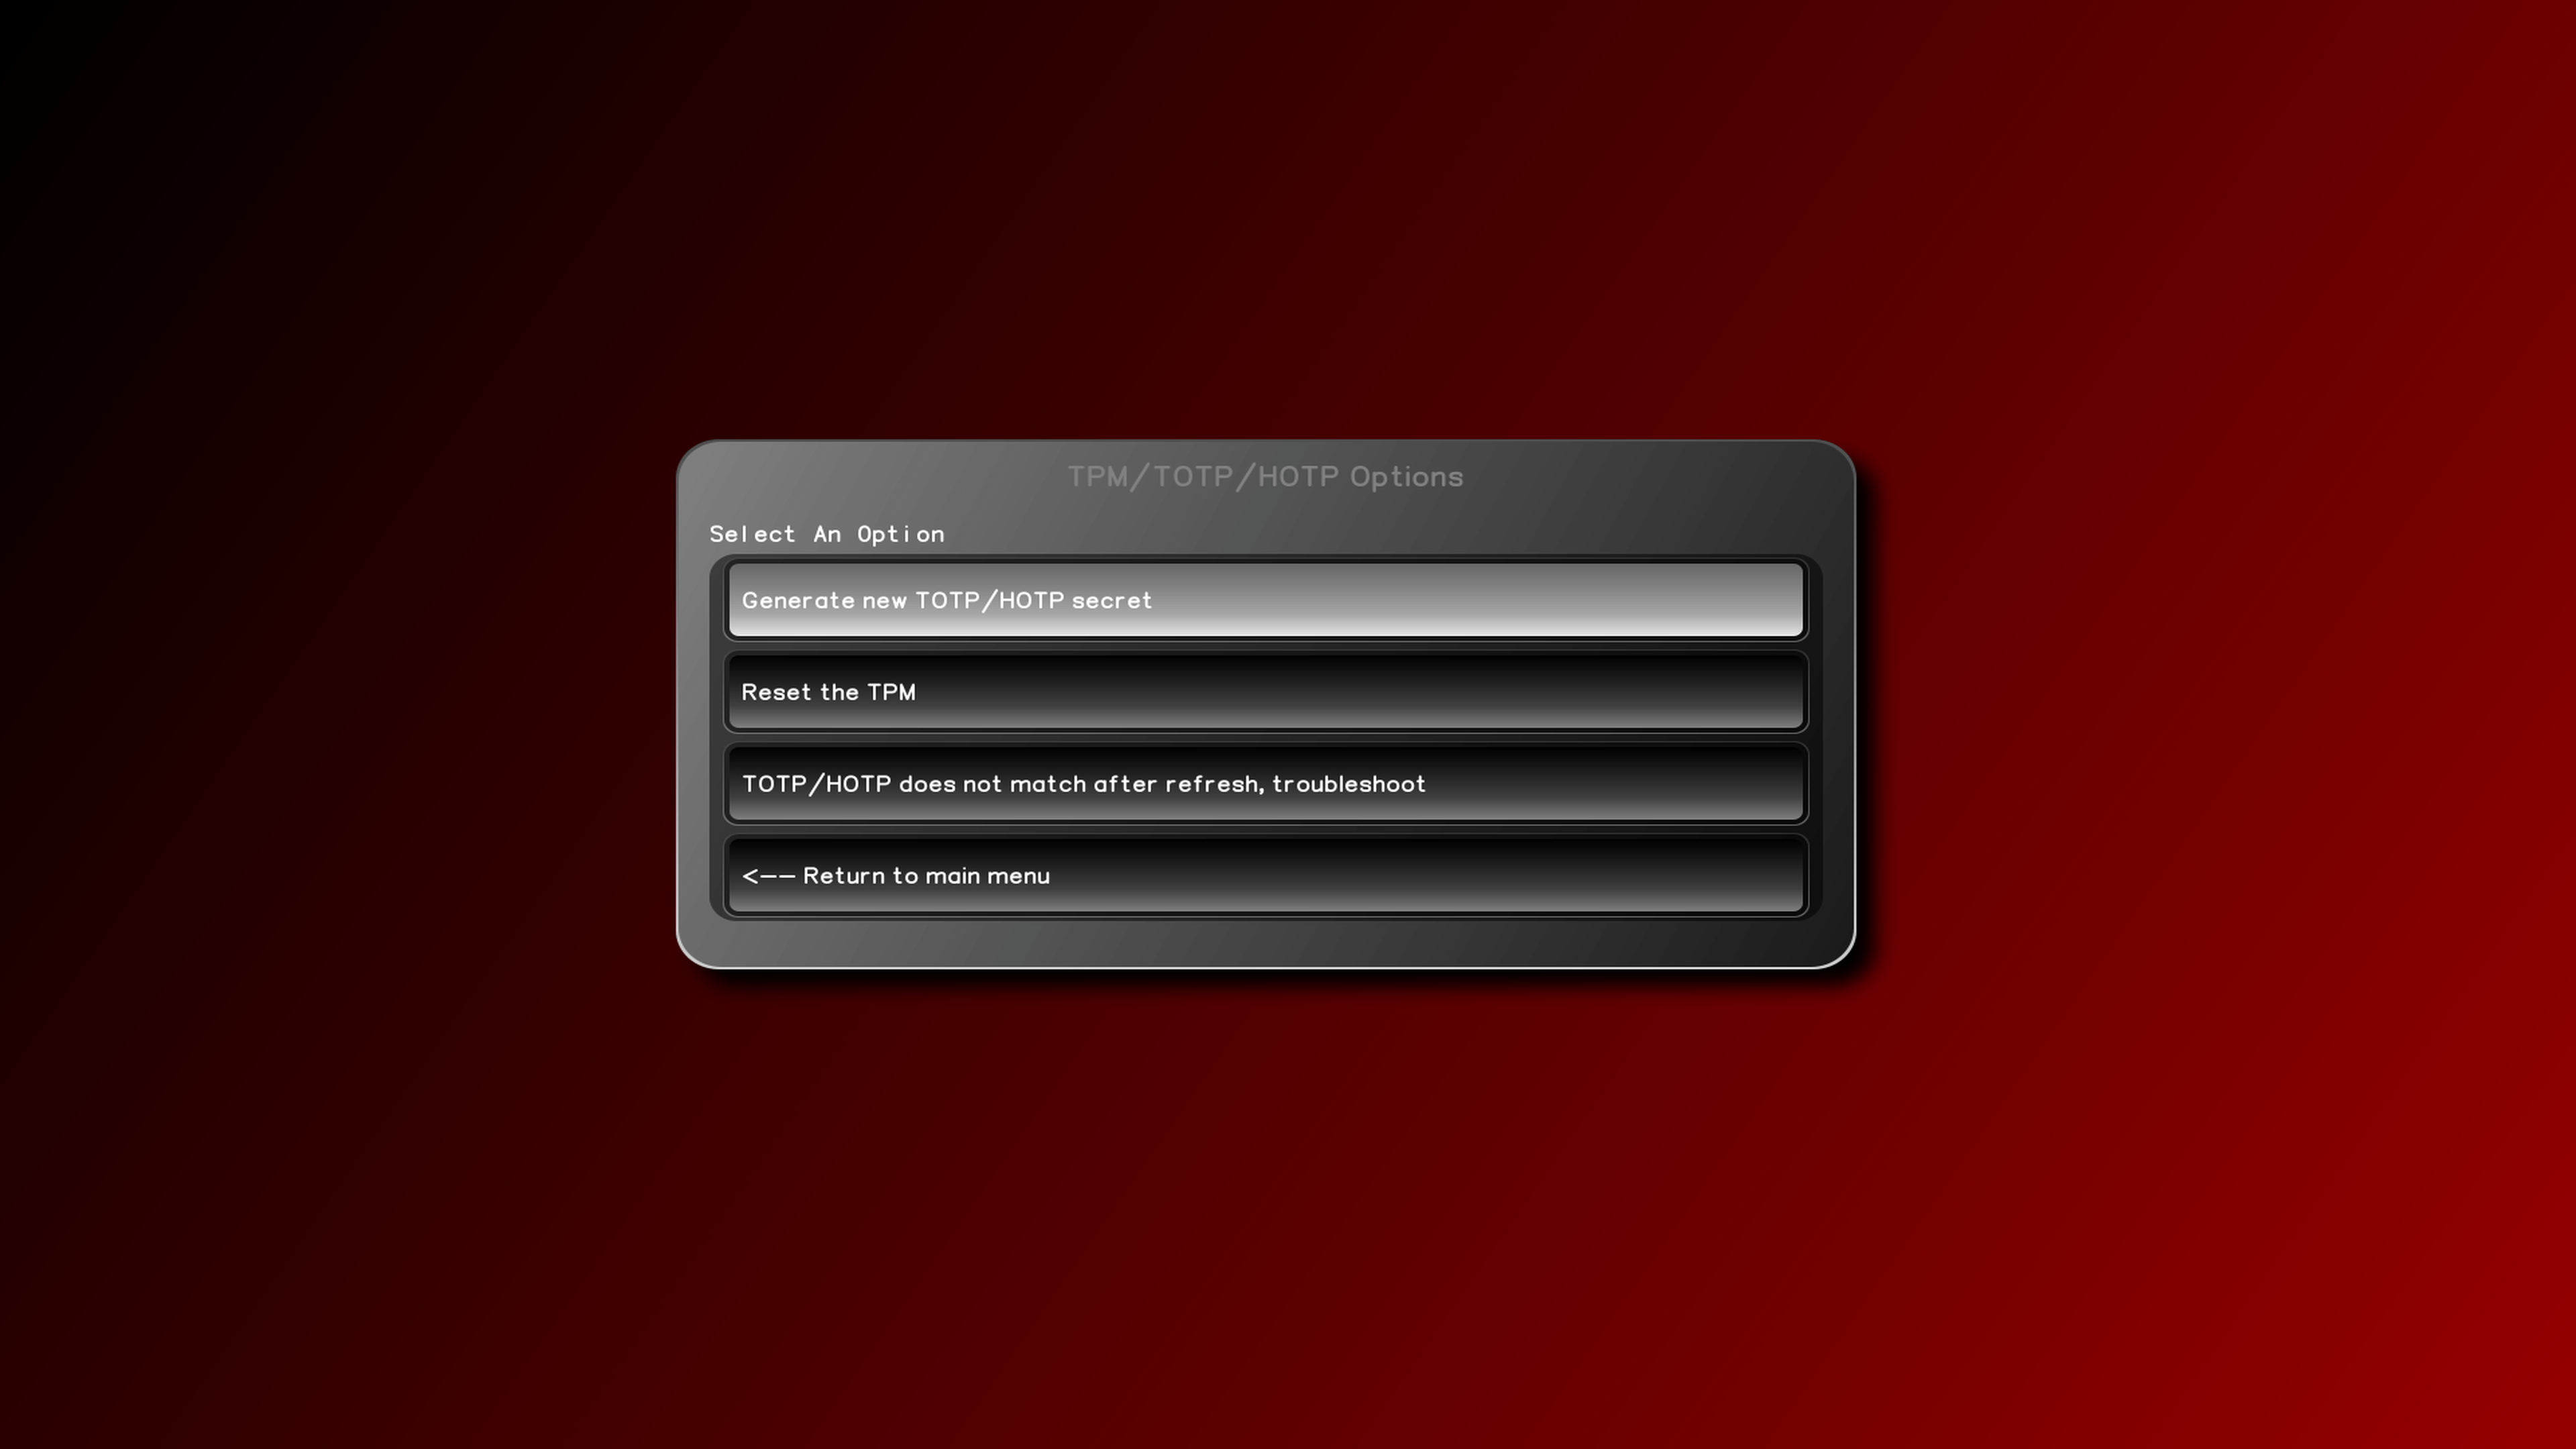 TPM/TOTP/HOTP Options
Select An Option
Generate new TOTP/HOTP secret
Reset the TPM
TOTP/HOTP does not match after refresh, troubleshoot
<-- Return to main menu